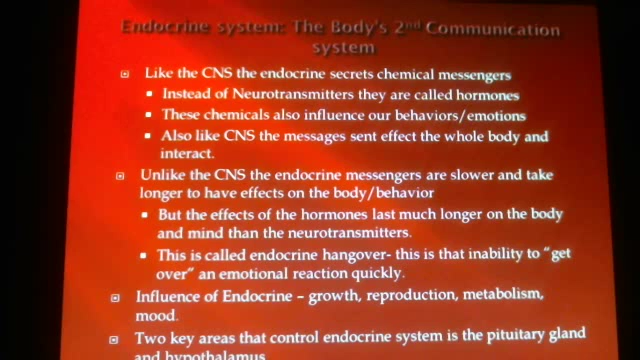 Endocrine system: The Body's 2nd Communication
system
Like the CNS the endocrine secrets chemical messengers
Instead of Neurotransmitters they are called hormones
These chemicals also influence our behaviors/emotions
Also like CNS the messages sent effect the whole body and
interact.
Unlike the CNS the endocrine messengers are slower and take
longer to have effects on the body/behavior
But the effects of the hormones last much longer on the body
and mind than the neurotransmitters.
This is called endocrine hangover- this is that inability to “get
over” an emotional reaction quickly.
Influence of Endocrine – growth, reproduction, metabolism,
mood.
Two key areas that control endocrine system is the pituitary gland
and hypothalamus